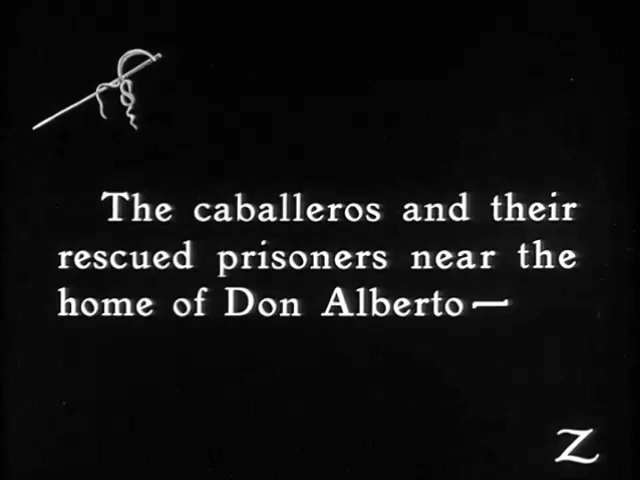 The caballeros and their
rescued prisoners near the
home of Don Alberto—
Z